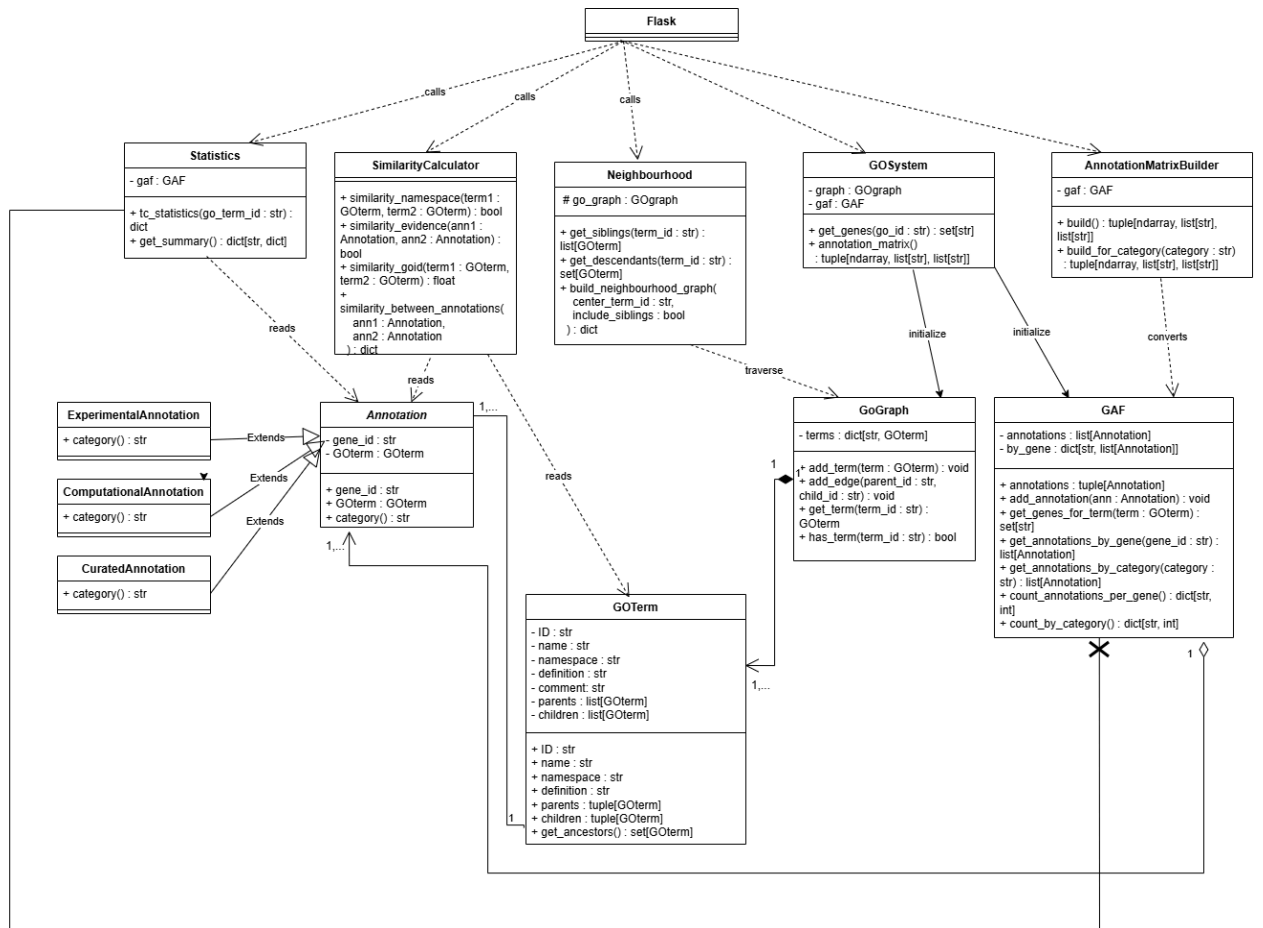 Flask
calls
calls
calls
Statistics
- gaf : GAF
+ tc_statistics(go_term_id : str) :
dict
+ get_summary() : dict[str, dict]
SimilarityCalculator
+ similarity_namespace(term1 :
GOterm, term2 : GOTerm) : bool
+ similarity_evidence(ann1 :
Annotation, ann2 : Annotation) :
bool
+ similarity_goid(term1 : GOTerm,
term2 : GOTerm) : float
+
similarity_between_annotations(
ann1 : Annotation,
ann2 : Annotation
) : dict
Neighbourhood
# go_graph : GOgraph
+ get_siblings(term_id : str) :
list[GOTerm]
+ get_descendants(term_id : str) :
set[GOTerm]
+ build_neighbourhood_graph(
center_term_id : str,
include_siblings : bool
) : dict
GOSystem
- graph : GOgraph
- gaf : GAF
+ get_genes(go_id : str) : set[str]
+ annotation_matrix()
: tuple[ndarray, list[str], list[str]]
AnnotationMatrixBuilder
- gaf : GAF
+ build() : tuple[ndarray, list[str],
list[str]]
+ build_for_category(category : str)
: tuple[ndarray, list[str], list[str]]
reads
reads
reads
traverse
initialize
initialize
converts
ExperimentalAnnotation
+ category() : str
ComputationalAnnotation
+ category() : str
CuratedAnnotation
+ category() : str
Extends
Extends
Extends
Annotation
- gene_id : str
- GOTerm : GOTerm
+ gene_id : str
+ GOTerm : GOTerm
+ category() : str
1,...
1,...
GoGraph
- terms : dict[str, GOterm]
+ add_term(term : GOTerm) : void
+ add_edge(parent_id : str,
child_id : str) : void
+ get_term(term_id : str) :
GOTerm
+ has_term(term_id : str) : bool
1
1
GAF
- annotations : list[Annotation]
- by_gene : dict[str, list[Annotation]]
+ annotations : tuple[Annotation]
+ add_annotation(ann : Annotation) : void
+ get_genes_for_term(term : GOTerm) :
set[str]
+ get_annotations_by_gene(gene_id : str) :
list[Annotation]
+ get_annotations_by_category(category :
str) : list[Annotation]
+ count_annotations_per_gene() : dict[str,
int]
+ count_by_category() : dict[str, int]
1
GOTerm
- ID : str
- name : str
- namespace : str
- definition : str
- comment: str
- parents : list[GOterm]
- children : list[GOterm]
+ ID : str
+ name : str
+ namespace : str
+ definition : str
+ parents : tuple[GOterm]
+ children : tuple[GOTerm]
+ get_ancestors() : set[GOTerm]
1
1,...